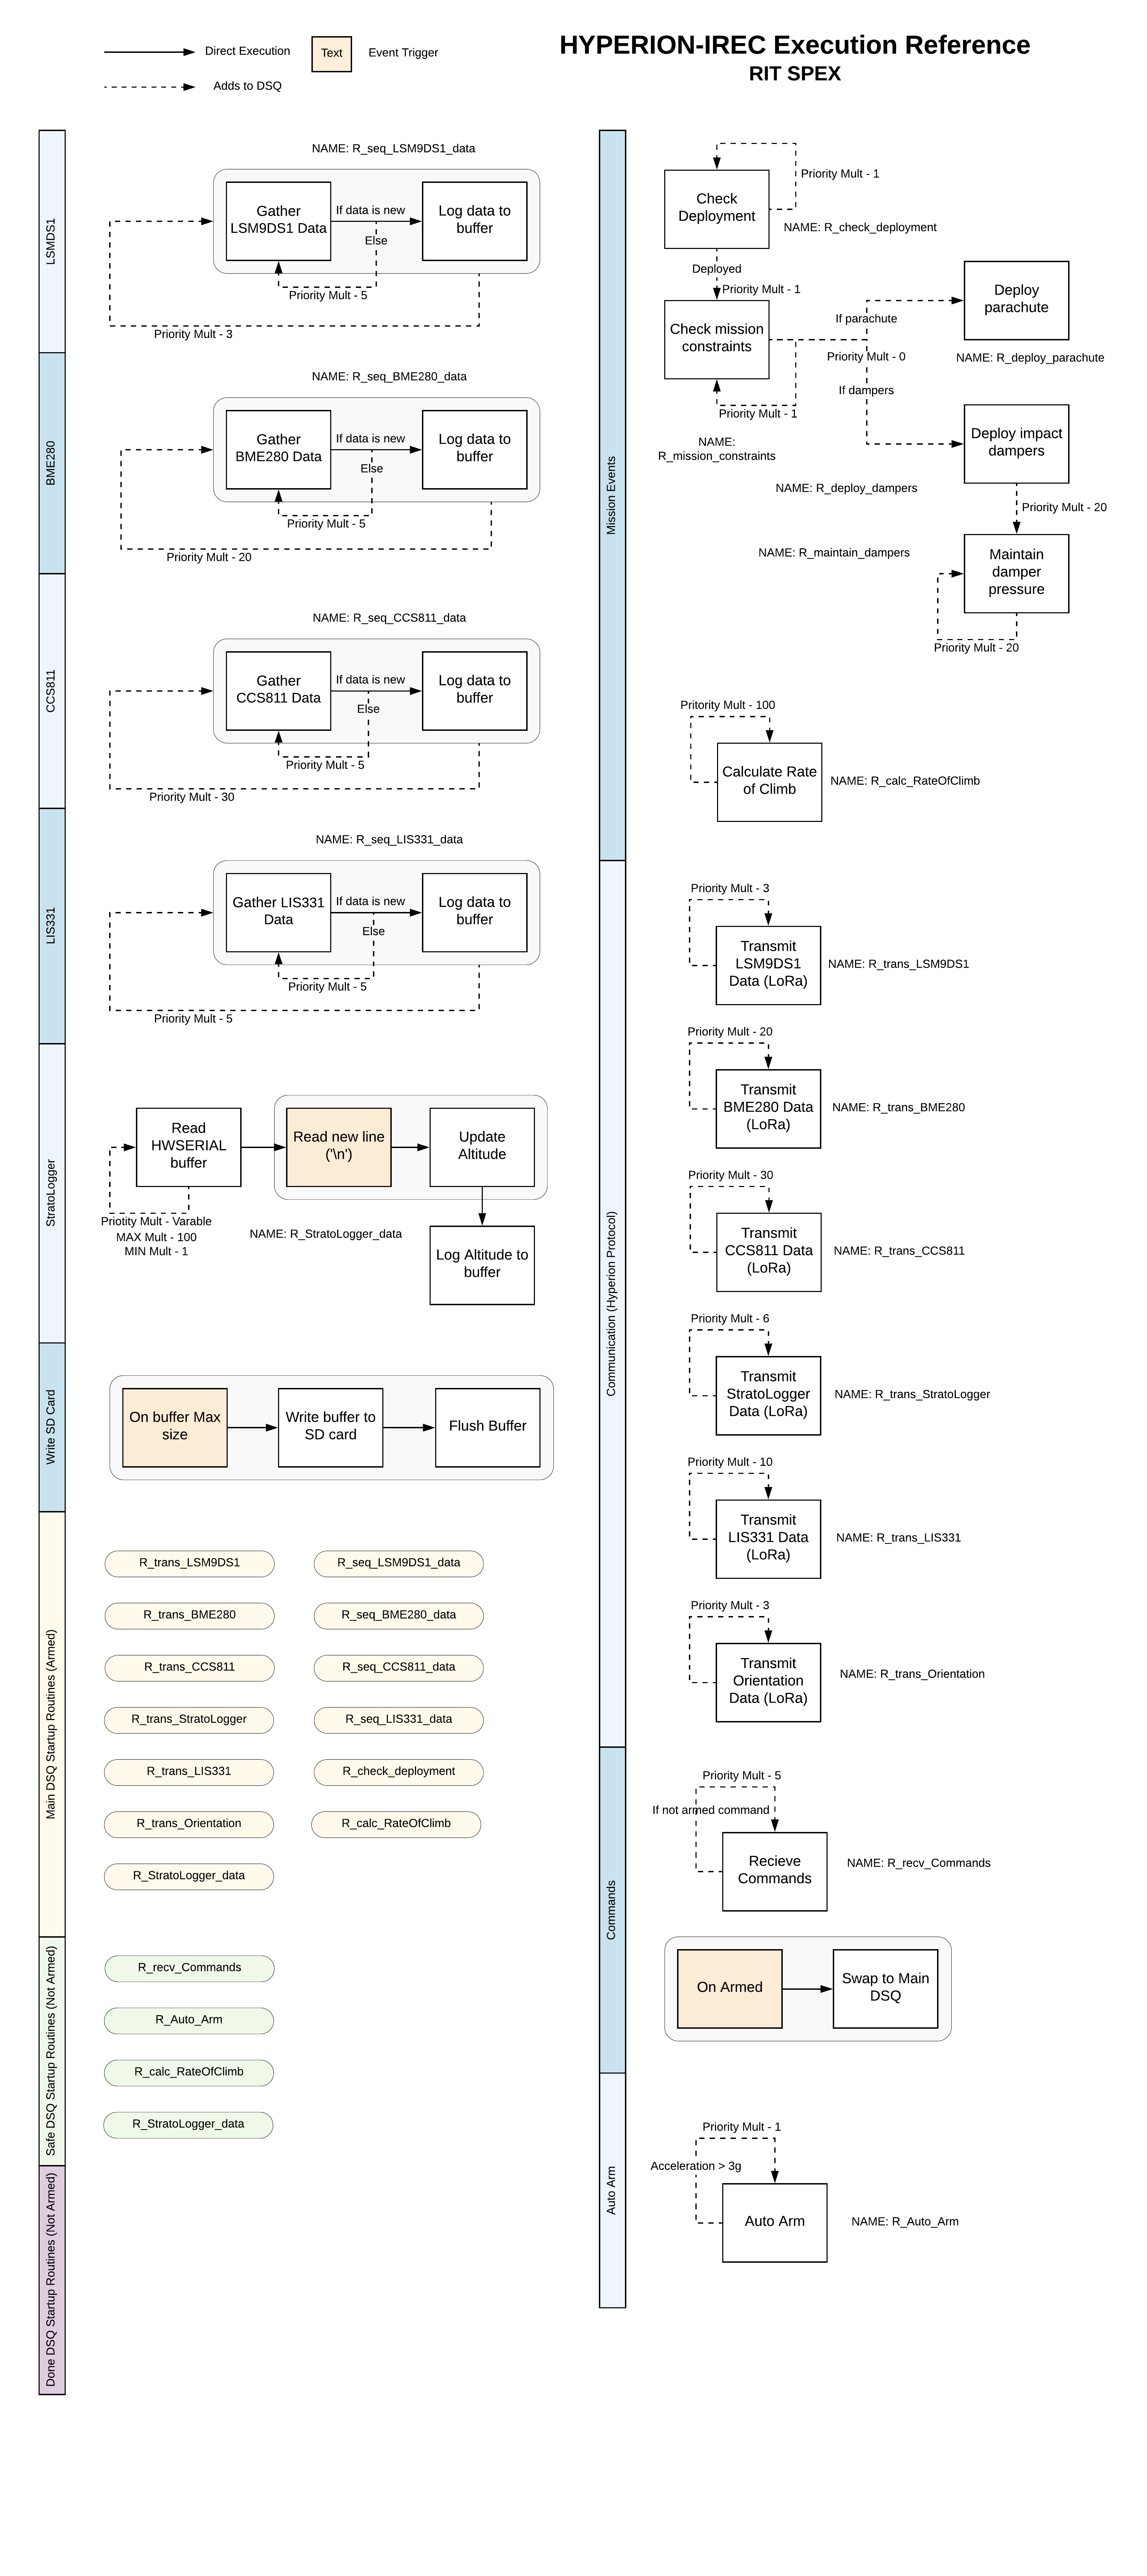 HYPERION-IREC Execution Reference
RIT SPEX
Direct Execution
Text
Event Trigger
Adds to DSQ
LSMDS1
NAME: R_seq_LSM9DS1_data
Gather
LSM9DS1 Data
If data is new
Else
Log data to
buffer
Priority Mult - 5
Priority Mult - 3
BME280
NAME: R_seq_BME280_data
Gather
BME280 Data
If data is new
Else
Log data to
buffer
Priority Mult - 5
Priority Mult - 20
CCS811
NAME: R_seq_CCS811_data
Gather
CCS811 Data
If data is new
Else
Log data to
buffer
Priority Mult - 5
Priority Mult - 30
LIS331
NAME: R_seq_LIS331_data
Gather LIS331
Data
If data is new
Else
Log data to
buffer
Priority Mult - 5
Priority Mult - 5
StratoLogger
Read
HWSERIAL
buffer
Read new line
('\n')
Update
Altitude
Priotity Mult - Varable
MAX Mult - 100
MIN Mult - 1
NAME: R_StratoLogger_data
Log Altitude to
buffer
Write SD Card
On buffer Max
size
Write buffer to
SD card
Flush Buffer
Main DSQ Startup Routines (Armed)
R_trans_LSM9DS1
R_seq_LSM9DS1_data
R_trans_BME280
R_seq_BME280_data
R_trans_CCS811
R_seq_CCS811_data
R_trans_StratoLogger
R_seq_LIS331_data
R_trans_LIS331
R_check_deployment
R_trans_Orientation
R_calc_RateOfClimb
R_StratoLogger_data
Safe DSQ Startup Routines (Not Armed)
R_recv_Commands
R_Auto_Arm
R_calc_RateOfClimb
R_StratoLogger_data
Done DSQ Startup Routines (Not Armed)
Mission Events
Check
Deployment
Priority Mult - 1
NAME: R_check_deployment
Deployed
Priority Mult - 1
Check mission
constraints
Priority Mult - 1
NAME:
R_mission_constraints
If parachute
Priority Mult - 0
If dampers
Deploy
parachute
NAME: R_deploy_parachute
Deploy impact
dampers
NAME: R_deploy_dampers
Priority Mult - 20
NAME: R_maintain_dampers
Maintain
damper
pressure
Priority Mult - 20
Pritority Mult - 100
Calculate Rate
of Climb
NAME: R_calc_RateOfClimb
Communication (Hyperion Protocol)
Priority Mult - 3
Transmit
LSM9DS1
Data (LoRa)
NAME: R_trans_LSM9DS1
Priority Mult - 20
Transmit
BME280 Data
(LoRa)
NAME: R_trans_BME280
Priority Mult - 30
Transmit
CCS811 Data
(LoRa)
NAME: R_trans_CCS811
Priority Mult - 6
Transmit
StratoLogger
Data (LoRa)
NAME: R_trans_StratoLogger
Priority Mult - 10
Transmit
LIS331 Data
(LoRa)
NAME: R_trans_LIS331
Priority Mult - 3
Transmit
Orientation
Data (LoRa)
NAME: R_trans_Orientation
Commands
Priority Mult - 5
If not armed command
Recieve
Commands
NAME: R_recv_Commands
On Armed
Swap to Main
DSQ
Auto Arm
Priority Mult - 1
Acceleration > 3g
Auto Arm
NAME: R_Auto_Arm